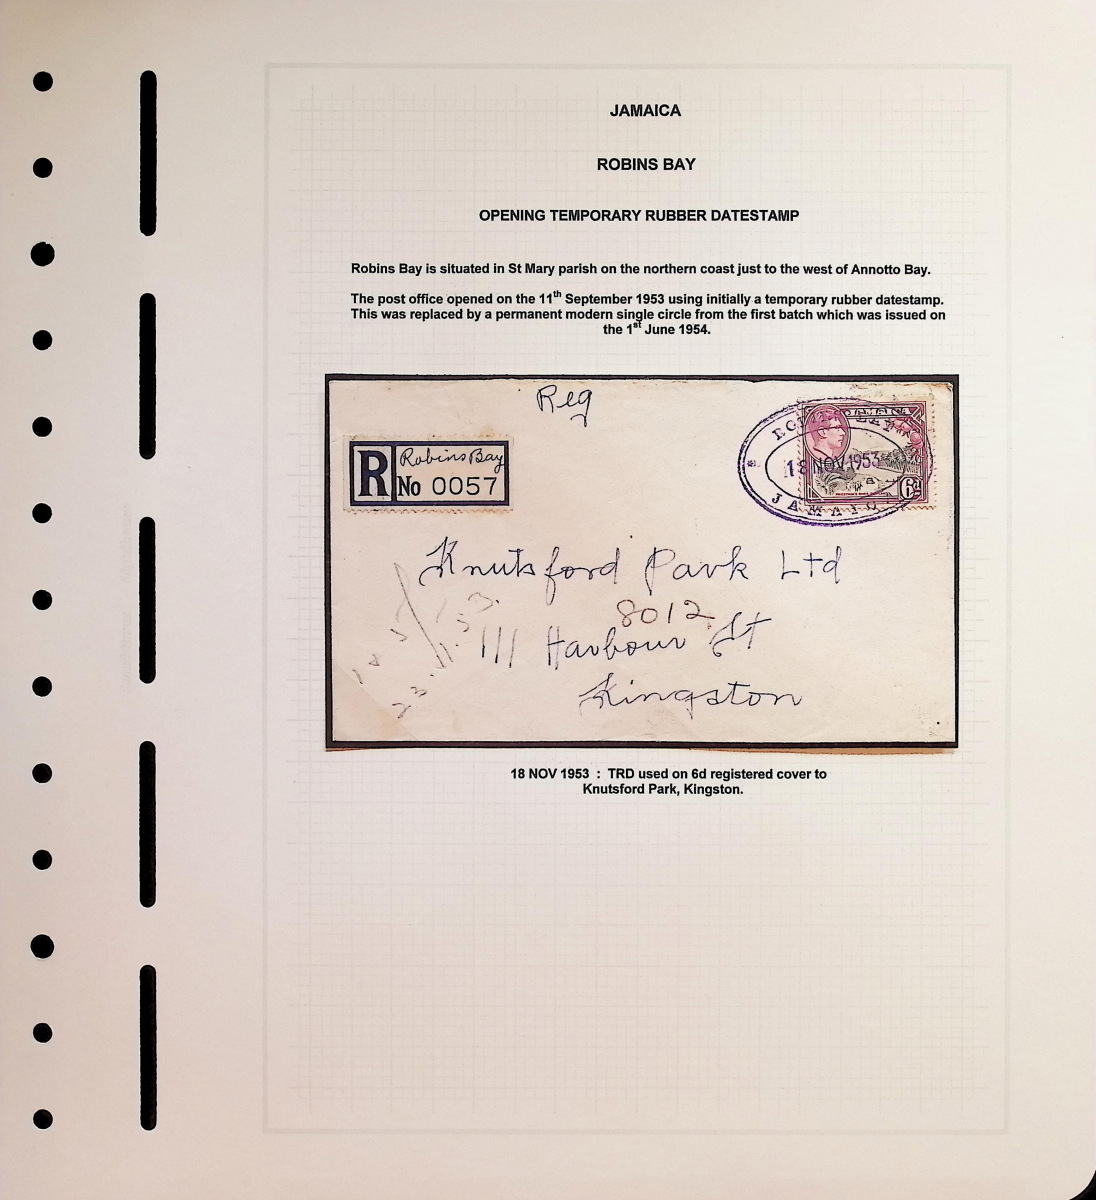 JAMAICA
ROBINS BAY
OPENING TEMPORARY RUBBER DATESTAMP
Robins Bay is situated in St Mary parish on the northern coast just to the west of Annotto Bay.
The post office opened on the 11th September 1953 using initially a temporary rubber datestamp.
This was replaced by a permanent modern single circle from the first batch which was issued on
the 1st June 1954.
Reg
R Robins Bay
No 0057
18 NOV 1953
JAMAICA
6d
Knutsford Park Ltd
8012
111 Harbour St
Kingston
18 NOV 1953 : TRD used on 6d registered cover to
Knutsford Park, Kingston.